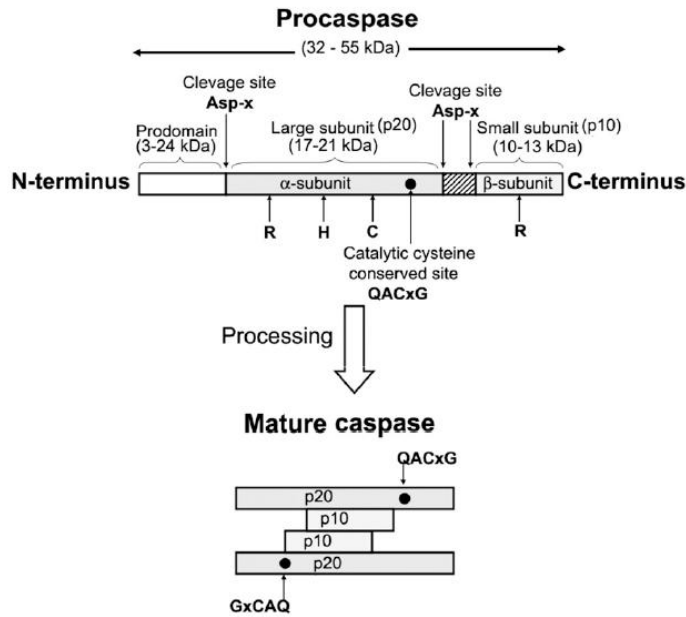 Procaspase
(32 - 55 kDa)
Clevage site
Asp-x
Clevage site
Asp-x
Prodomain
(3-24 kDa)
Large subunit (p20)
(17-21 kDa)
Small subunit (p10)
(10-13 kDa)
N-terminus
α-subunit
β-subunit
C-terminus
R
H
C
R
Catalytic cysteine
conserved site
QACxG
Processing
Mature caspase
QACxG
p20
p10
p10
p20
GxCAQ